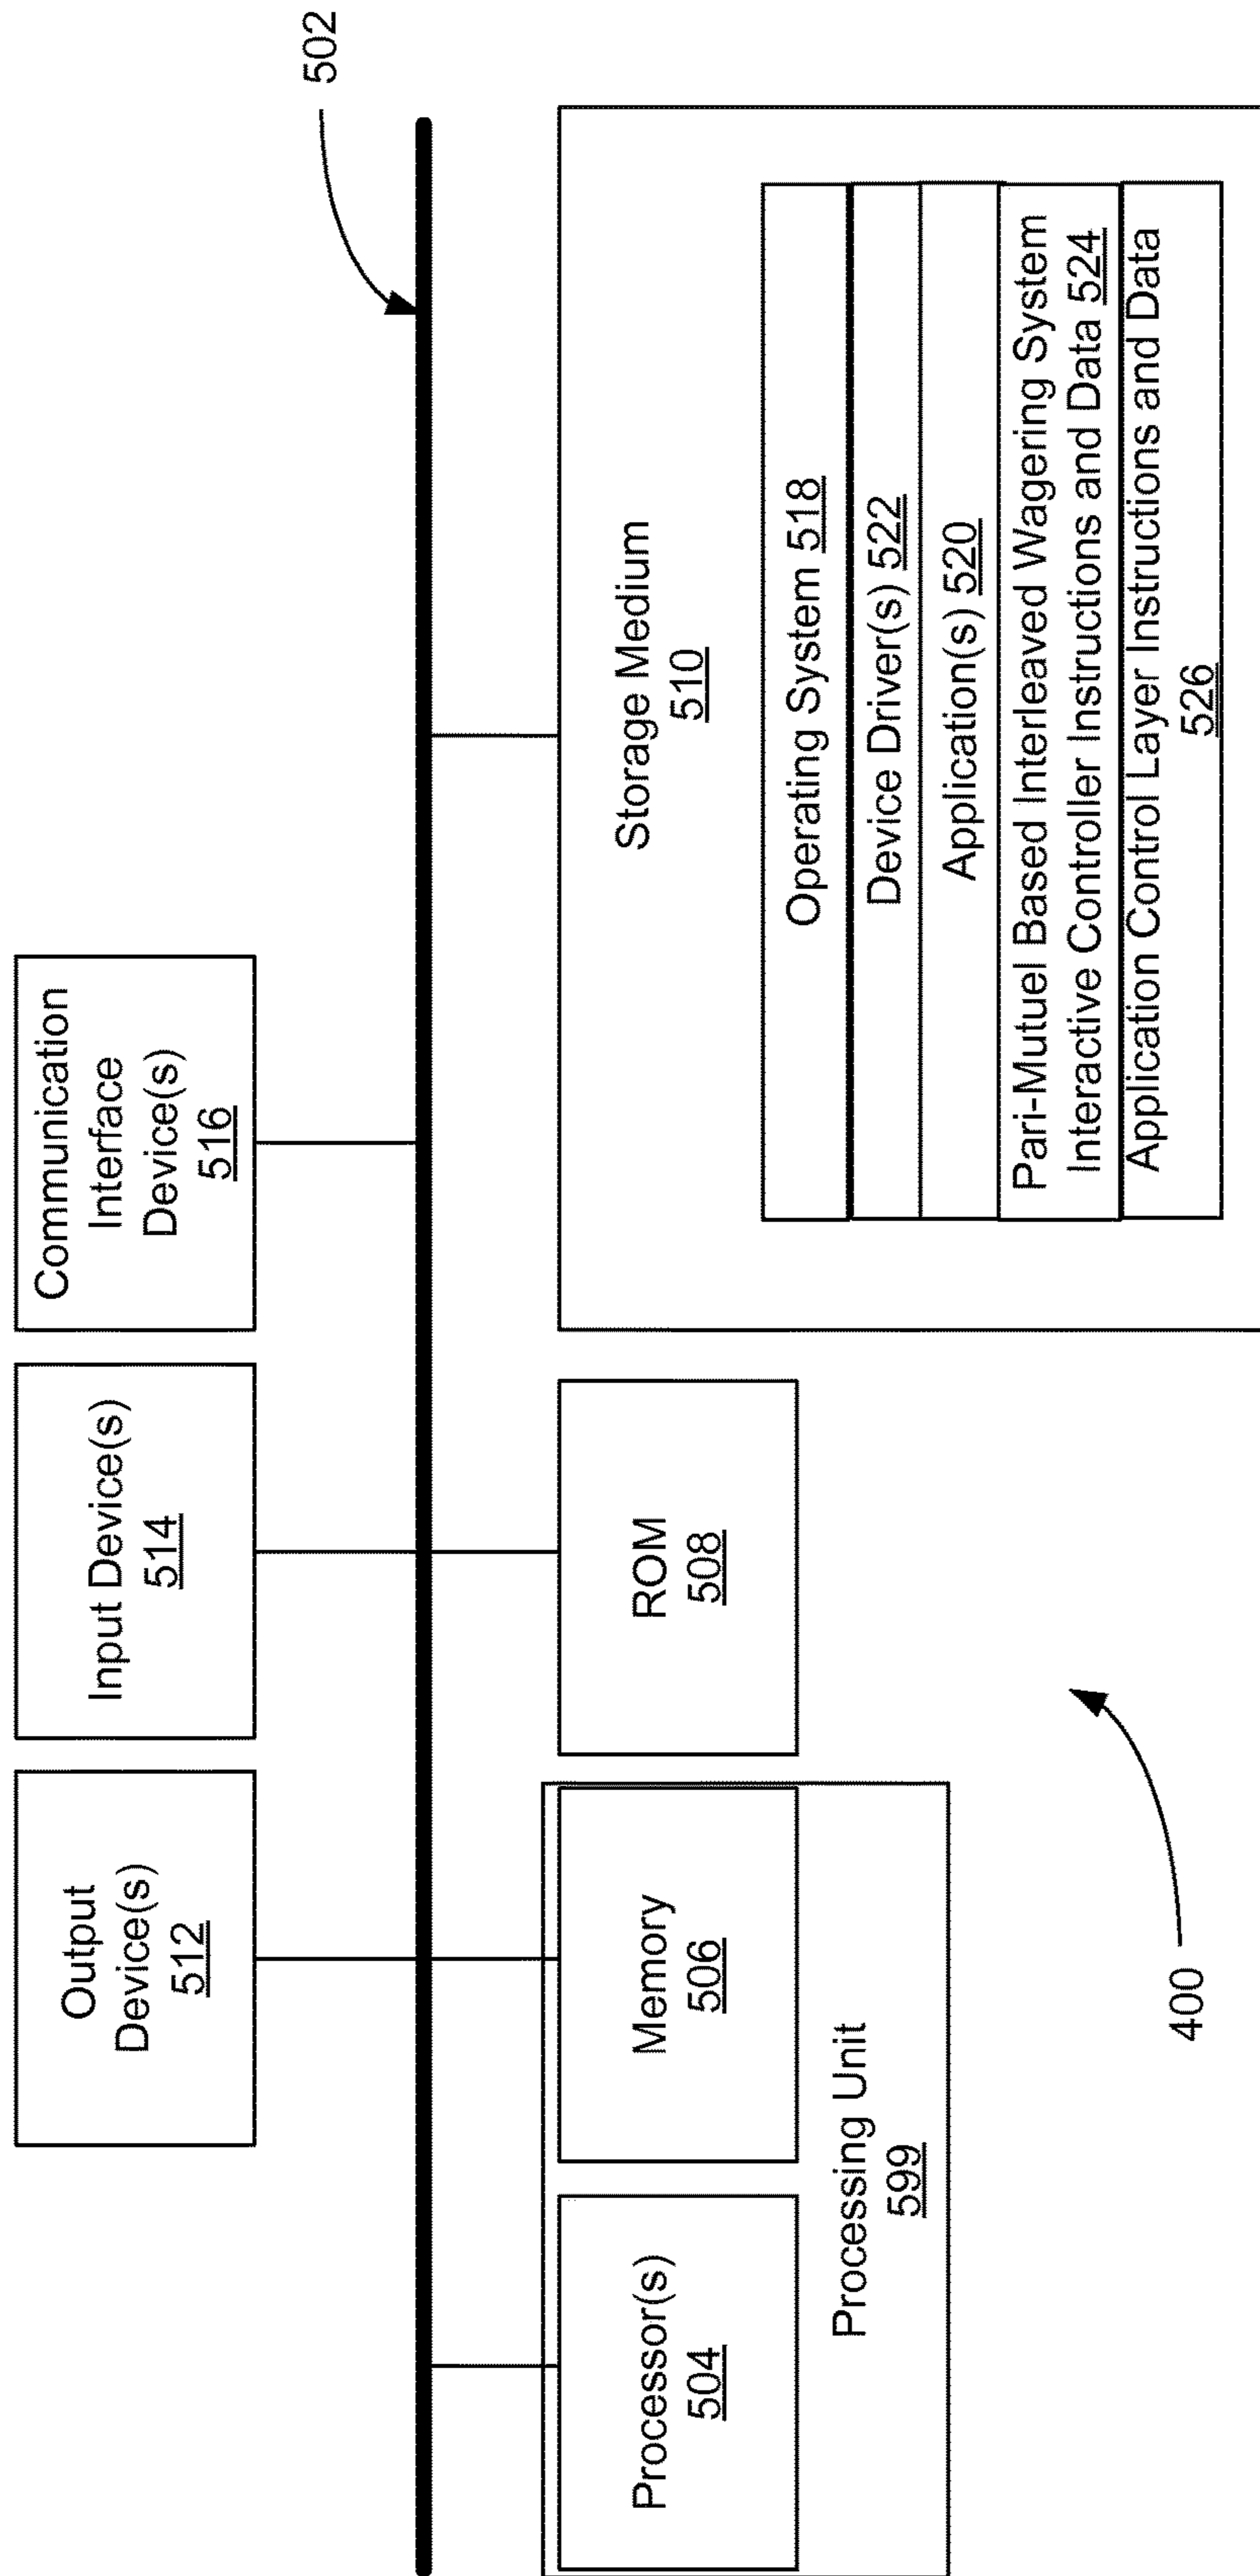 Output
Device(s)
512
Input Device(s)
514
Communication
Interface
Device(s)
516
502
Processor(s)
504
Memory
506
Processing Unit
599
ROM
508
Storage Medium
510
Operating System 518
Device Driver(s) 522
Application(s) 520
Pari-Mutuel Based Interleaved Wagering System
Interactive Controller Instructions and Data 524
Application Control Layer Instructions and Data
526
400